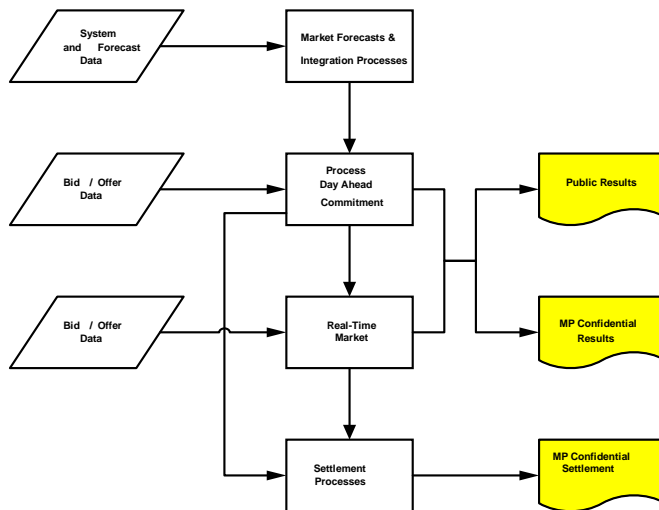 System
and Forecast
Data
Market Forecasts &
Integration Processes
Bid / Offer
Data
Process
Day Ahead
Commitment
Public Results
Bid / Offer
Data
Real-Time
Market
MP Confidential
Results
Settlement
Processes
MP Confidential
Settlement